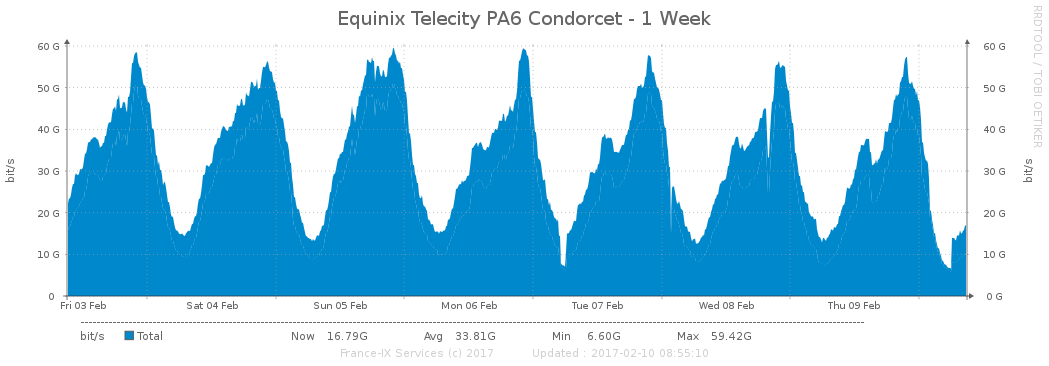 Equinix Telecity PA6 Condorcet - 1 Week
RRDTOOL / TOBI OETIKER
bit/s
60 G
50 G
40 G
30 G
20 G
10 G
0
60 G
50 G
40 G
30 G
20 G
10 G
0 G
bit/s
Fri 03 Feb Sat 04 Feb Sun 05 Feb Mon 06 Feb Tue 07 Feb Wed 08 Feb Thu 09 Feb
bit/s Total Now 16.79G Avg 33.81G Min 6.60G Max 59.42G
France-IX Services (c) 2017 Updated : 2017-02-10 08:55:10